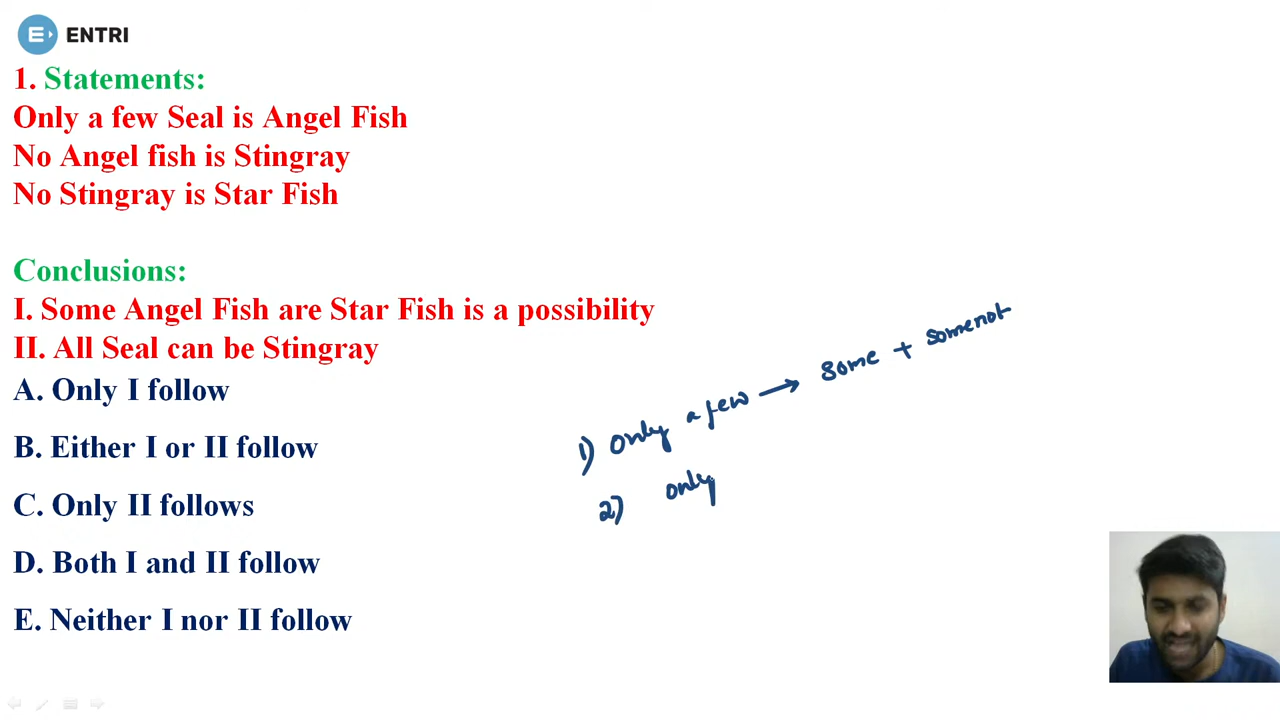 ENTRI
1. Statements:
Only a few Seal is Angel Fish
No Angel fish is Stingray
No Stingray is Star Fish
Conclusions:
I. Some Angel Fish are Star Fish is a possibility
II. All Seal can be Stingray
A. Only I follow
B. Either I or II follow
C. Only II follows
D. Both I and II follow
E. Neither I nor II follow
1) only a few → some + somenot
2) only